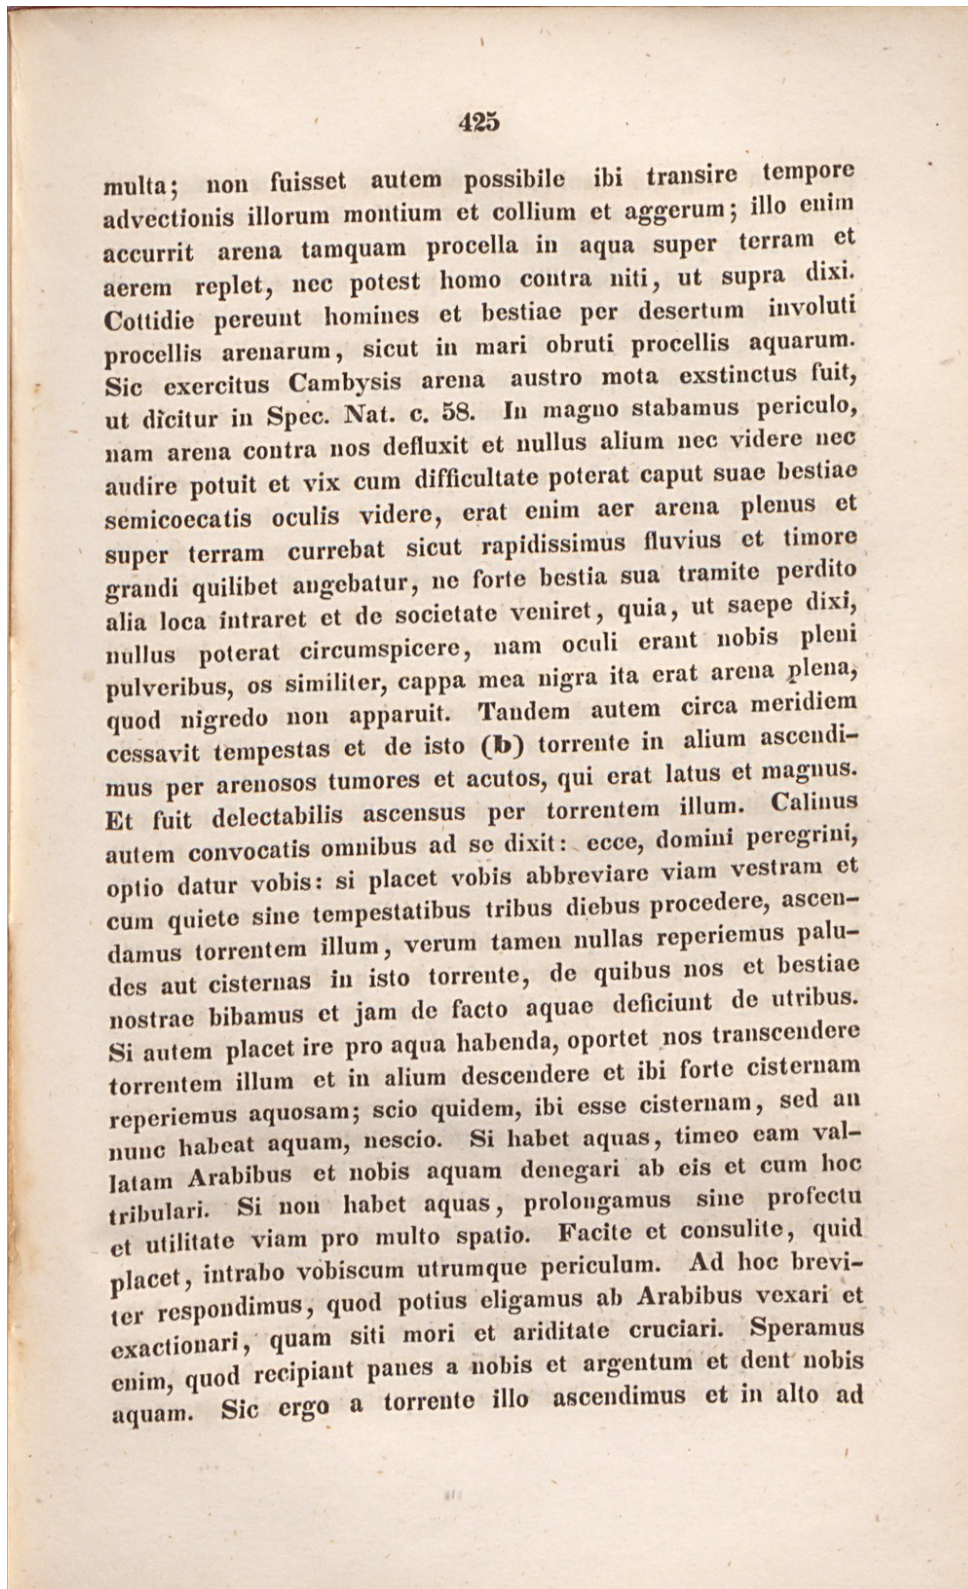 425
multa; non fuisset autem possibile ibi transire tempore
advectionis illorum montium et collium et aggerum; illo enim
accurrit arena tamquam procella in aqua super terram et
aerem replet, nec potest homo contra niti, ut supra dixi.
Cottidie pereunt homines et bestiae per desertum involuti
procellis arenarum, sicut in mari obruti procellis aquarum.
Sic exercitus Cambysis arena austro mota exstinctus fuit,
ut dicitur in Spec. Nat. c. 58. In magno stabamus periculo,
nam arena contra nos defluxit et nullus alium nec videre nec
audire potuit et vix cum difficultate poterat caput suae bestiae
semicoecatis oculis videre, erat enim aer arena plenus et
super terram currebat sicut rapidissimus fluvius et timore
grandi quilibet angebatur, ne forte bestia sua tramite perdito
alia loca intraret et de societate veniret, quia, ut saepe dixi,
nullus poterat circumspicere, nam oculi erant nobis pleni
pulveribus, os similiter, cappa mea nigra ita erat arena plena,
quod nigredo non apparuit. Tandem autem circa meridiem
cessavit tempestas et de isto (b) torrente in alium ascendi-
mus per arenosos tumores et acutos, qui erat latus et magnus.
Et fuit delectabilis ascensus per torrentem illum. Calinus
autem convocatis omnibus ad se dixit: ecce, domini peregrini,
optio datur vobis: si placet vobis abbreviare viam vestram et
cum quiete sine tempestatibus tribus diebus procedere, ascen-
damus torrentem illum, verum tamen nullas reperiemus palu-
des aut cisternas in isto torrente, de quibus nos et bestiae
nostrae bibamus et jam de facto aquae deficiunt de utribus.
Si autem placet ire pro aqua habenda, oportet nos transcendere
torrentem illum et in alium descendere et ibi forte cisternam
reperiemus aquosam; scio quidem, ibi esse cisternam, sed an
nunc habeat aquam, nescio. Si habet aquas, timeo eam val-
latam Arabibus et nobis aquam denegari ab eis et cum hoc
tribulari. Si non habet aquas, prolongamus sine profectu
et utilitate viam pro multo spatio. Facite et consulite, quid
placet, intrabo vobiscum utrumque periculum. Ad hoc brevi-
ter respondimus, quod potius eligamus ab Arabibus vexari et
exactionari, quam siti mori et ariditate cruciari. Speramus
enim, quod recipiant panes a nobis et argentum et dent nobis
aquam. Sic ergo a torrente illo ascendimus et in alto ad